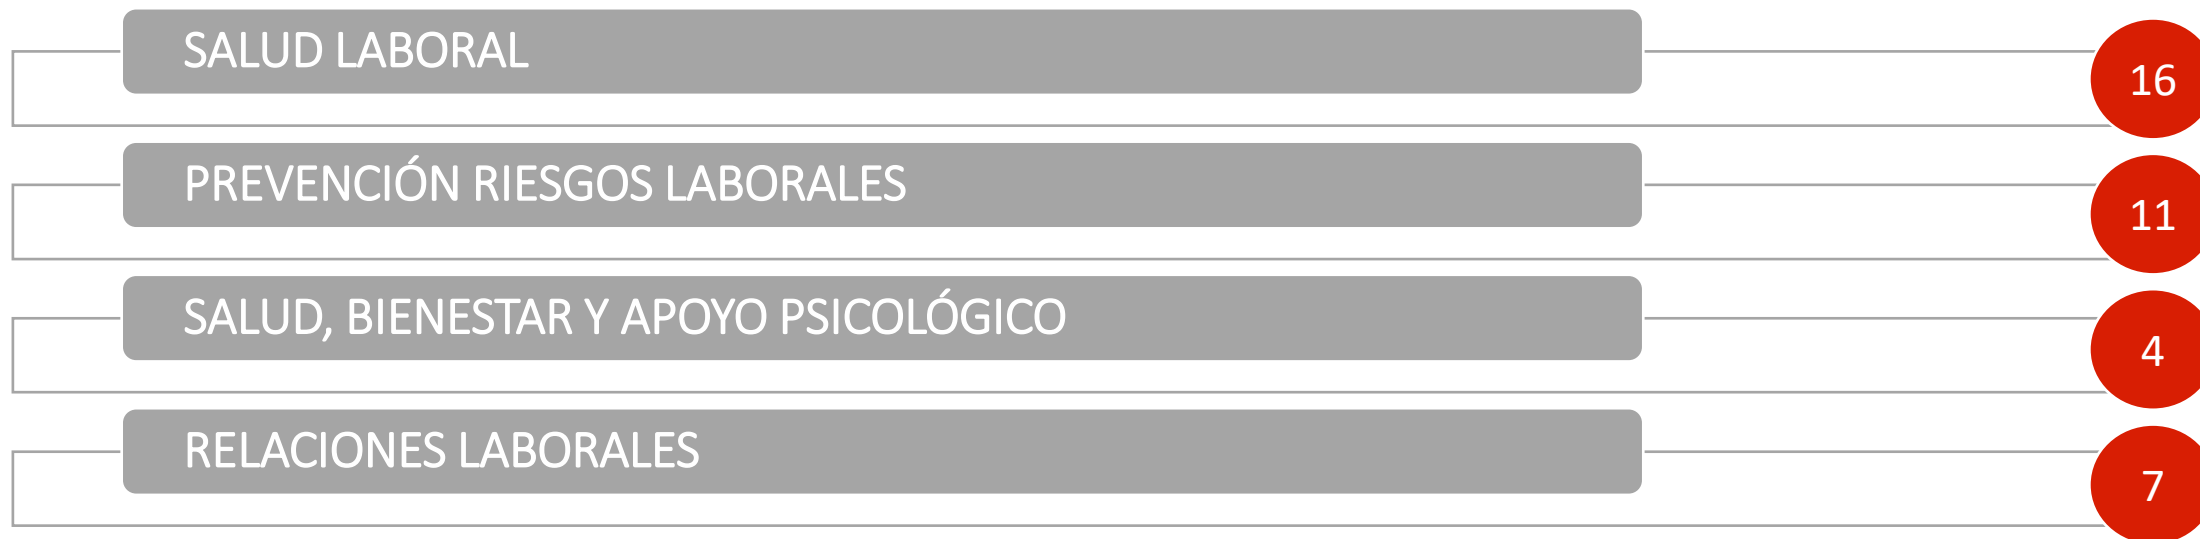 SALUD LABORAL
16
PREVENCIÓN RIESGOS LABORALES
11
SALUD, BIENESTAR Y APOYO PSICOLÓGICO
4
RELACIONES LABORALES
7